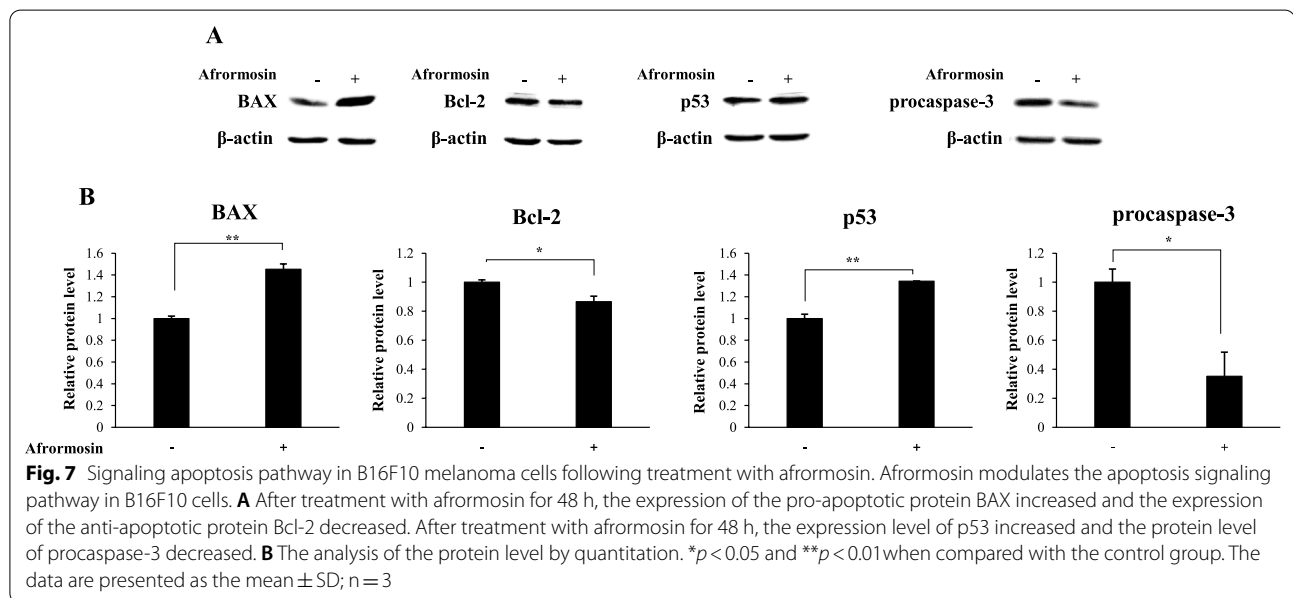 A
Afrormosin - + Afrormosin - + Afrormosin - + Afrormosin - +
BAX Bcl-2 p53 procaspase-3
β-actin β-actin β-actin β-actin
B
BAX Bcl-2 p53 procaspase-3
Relative protein level
1.6
1.4
1.2
1
0.8
0.6
0.4
0.2
0
**
Relative protein level
1.2
1
0.8
0.6
0.4
0.2
0
*
Relative protein level
1.6
1.4
1.2
1
0.8
0.6
0.4
0.2
0
**
Relative protein level
1.2
1
0.8
0.6
0.4
0.2
0
*
Afrormosin - + - + - + - +
Fig. 7 Signaling apoptosis pathway in B16F10 melanoma cells following treatment with afrormosin. Afrormosin modulates the apoptosis signaling
pathway in B16F10 cells. A After treatment with afrormosin for 48 h, the expression of the pro-apoptotic protein BAX increased and the expression
of the anti-apoptotic protein Bcl-2 decreased. After treatment with afrormosin for 48 h, the expression level of p53 increased and the protein level
of procaspase-3 decreased. B The analysis of the protein level by quantitation. *p < 0.05 and **p < 0.01when compared with the control group. The
data are presented as the mean ± SD; n = 3